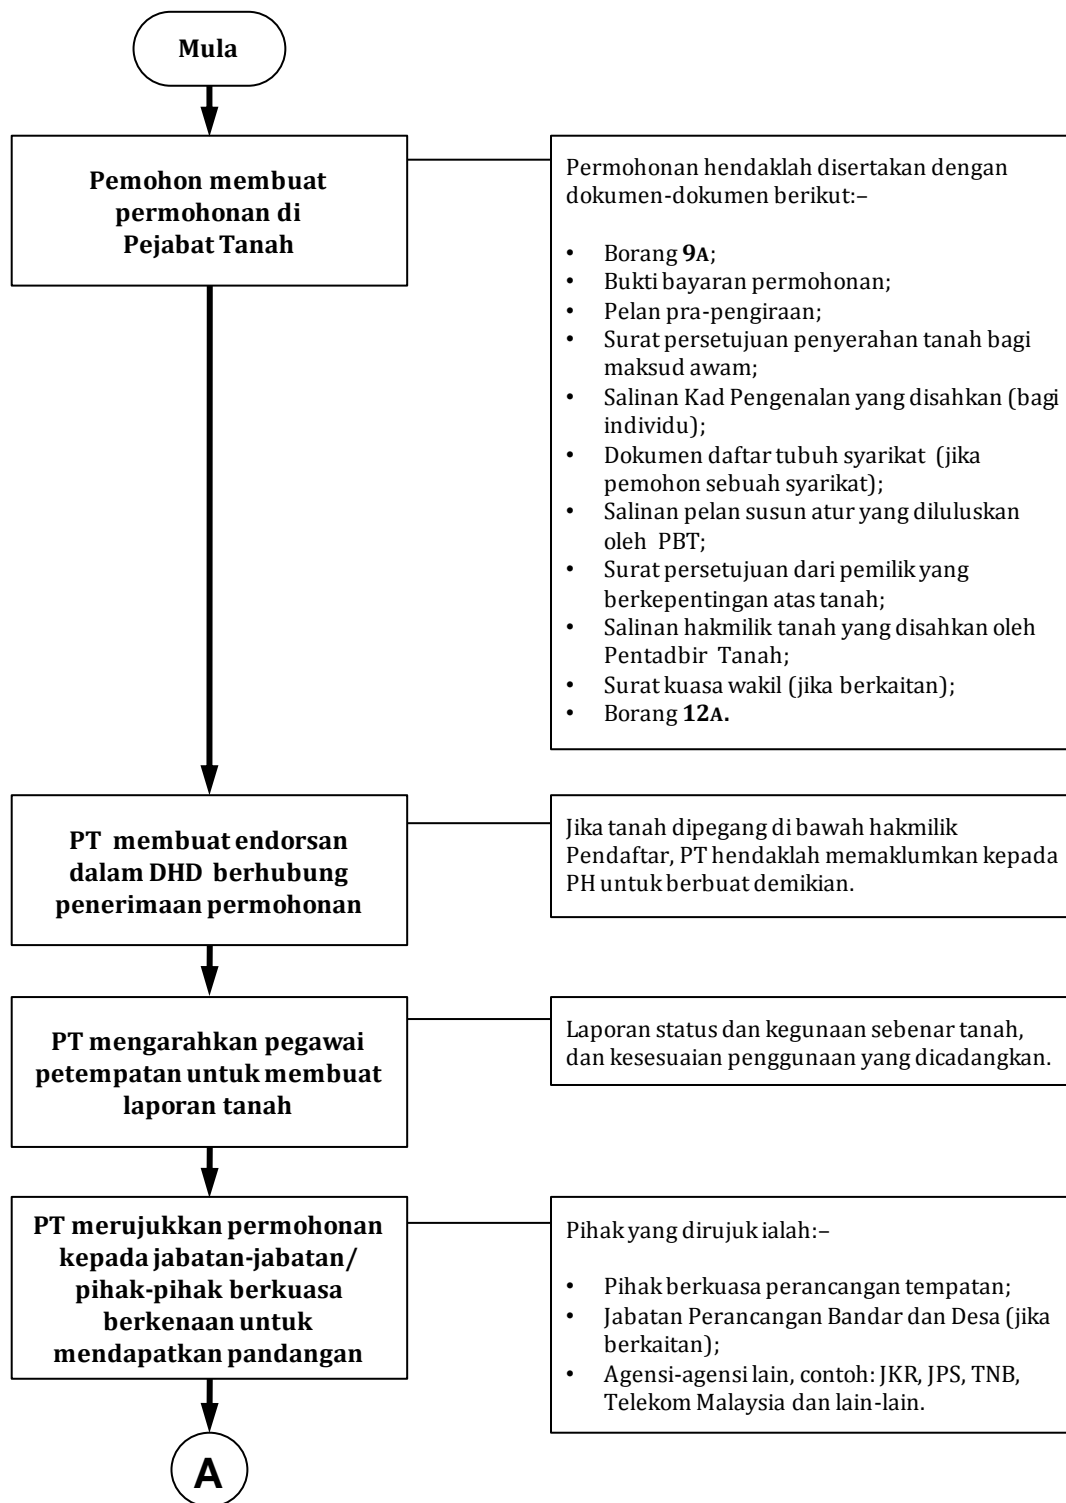 Mula
Pemohon membuat
permohonan di
Pejabat Tanah
Permohonan hendaklah disertakan dengan
dokumen-dokumen berikut:–
• Borang 9A;
• Bukti bayaran permohonan;
• Pelan pra-pengiraan;
• Surat persetujuan penyerahan tanah bagi
maksud awam;
• Salinan Kad Pengenalan yang disahkan (bagi
individu);
• Dokumen daftar tubuh syarikat (jika
pemohon sebuah syarikat);
• Salinan pelan susun atur yang diluluskan
oleh PBT;
• Surat persetujuan dari pemilik yang
berkepentingan atas tanah;
• Salinan hakmilik tanah yang disahkan oleh
Pentadbir Tanah;
• Surat kuasa wakil (jika berkaitan);
• Borang 12A.
PT membuat endorsan
dalam DHD berhubung
penerimaan permohonan
Jika tanah dipegang di bawah hakmilik
Pendaftar, PT hendaklah memaklumkan kepada
PH untuk berbuat demikian.
PT mengarahkan pegawai
petempatan untuk membuat
laporan tanah
Laporan status dan kegunaan sebenar tanah,
dan kesesuaian penggunaan yang dicadangkan.
PT merujukkan permohonan
kepada jabatan-jabatan/
pihak-pihak berkuasa
berkenaan untuk
mendapatkan pandangan
Pihak yang dirujuk ialah:–
• Pihak berkuasa perancangan tempatan;
• Jabatan Perancangan Bandar dan Desa (jika
berkaitan);
• Agensi-agensi lain, contoh: JKR, JPS, TNB,
Telekom Malaysia dan lain-lain.
A